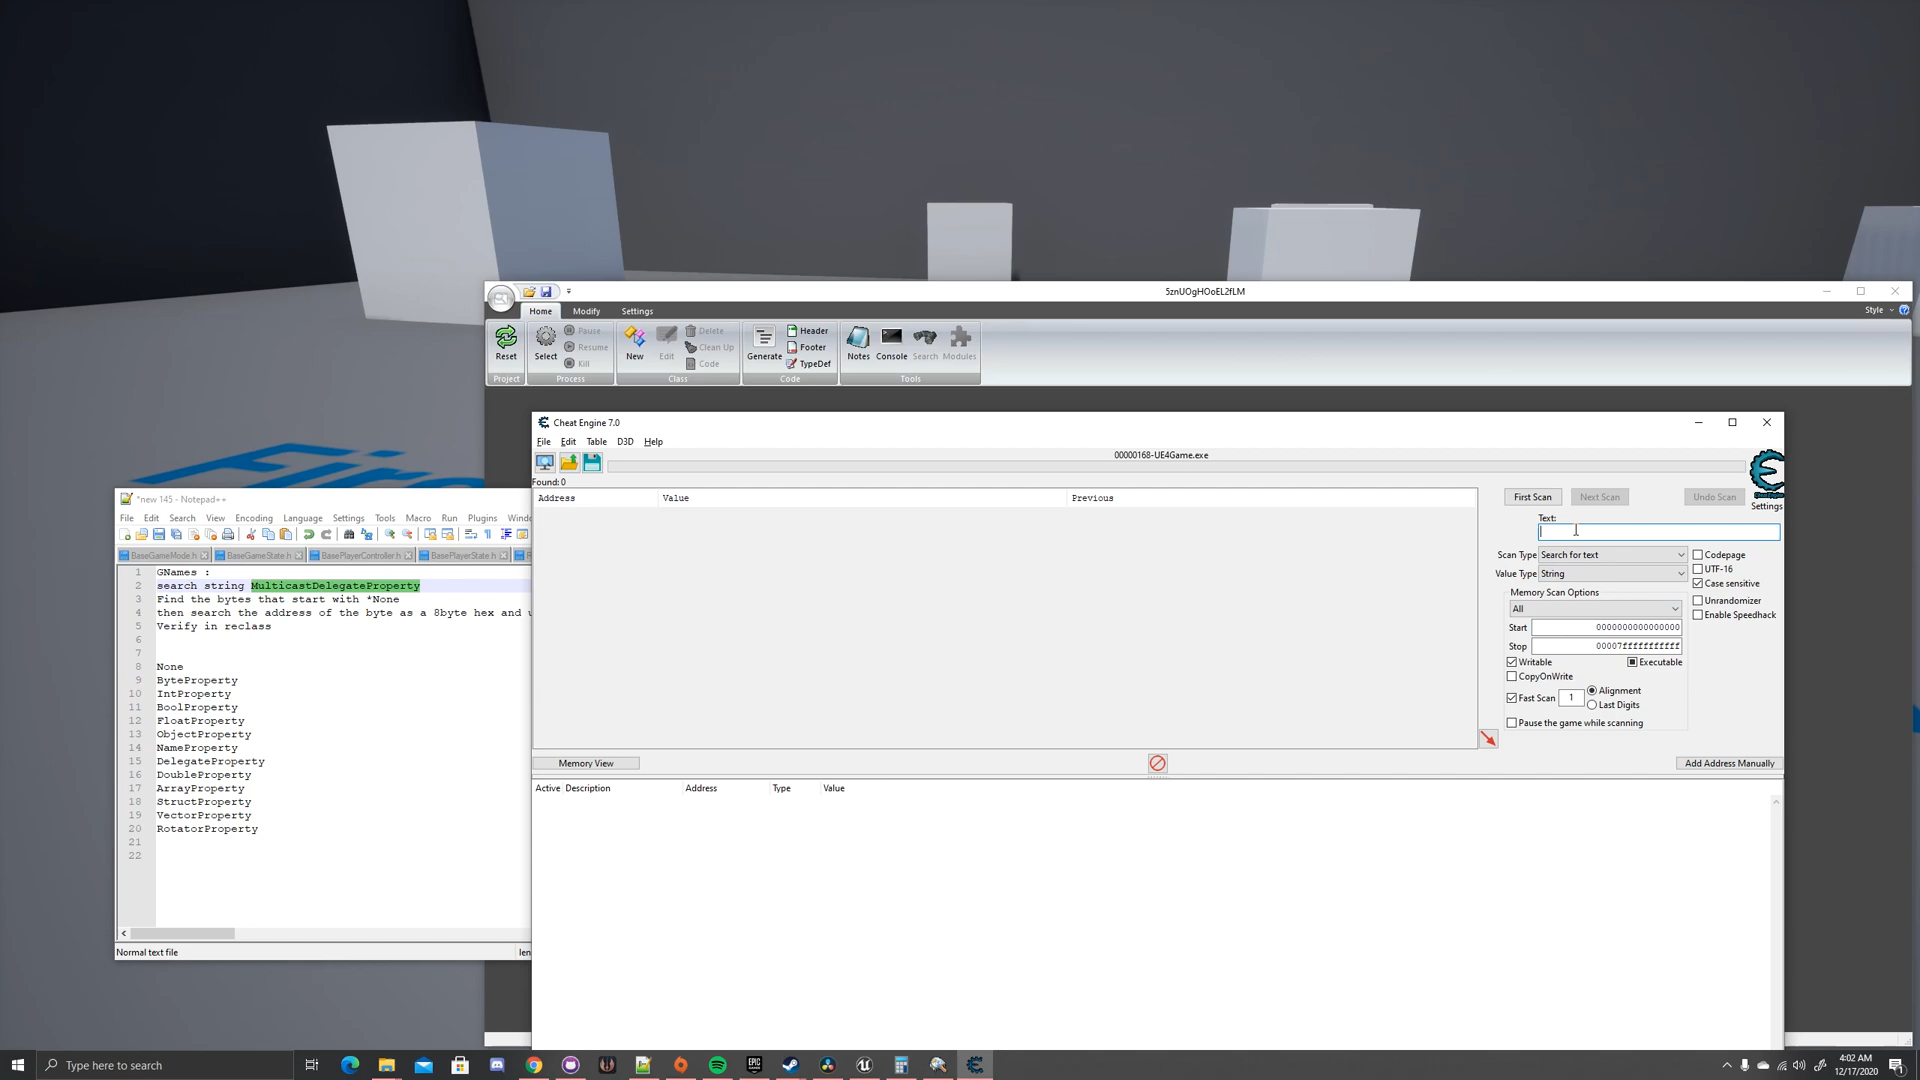 5znUOgHOoEL2fLM
Home Modify Settings
Style
Reset
Select
Pause
Resume
Kill
New
Edit
Delete
Clean Up
Code
Generate
Header
Footer
TypeDef
Notes
Console
Search
Modules
Project Process Class Code Tools
Cheat Engine 7.0
File Edit Table D3D Help
00000168-UE4Game.exe
Found: 0
Address Value Previous
First Scan Next Scan Undo Scan
Settings
Text:
Scan Type Search for text
Value Type String
Codepage
UTF-16
Case sensitive
Memory Scan Options
All
Unrandomizer
Enable Speedhack
Start 0000000000000000
Stop 00007fffffffffff
Writable Executable
CopyOnWrite
Fast Scan 1 Alignment
Last Digits
Pause the game while scanning
Memory View Add Address Manually
Active Description Address Type Value
*new 145 - Notepad++
File Edit Search View Encoding Language Settings Tools Macro Run Plugins
BaseGameMode.h BaseGameState.h BasePlayerController.h BasePlayerState.h
1 GNames :
2 search string MulticastDelegateProperty
3 Find the bytes that start with *None
4 then search the address of the byte as a 8byte hex and
5 Verify in reclass
6
7
8 None
9 ByteProperty
10 IntProperty
11 BoolProperty
12 FloatProperty
13 ObjectProperty
14 NameProperty
15 DelegateProperty
16 DoubleProperty
17 ArrayProperty
18 StructProperty
19 VectorProperty
20 RotatorProperty
21
22
Normal text file
len
Type here to search
4:02 AM
12/17/2020